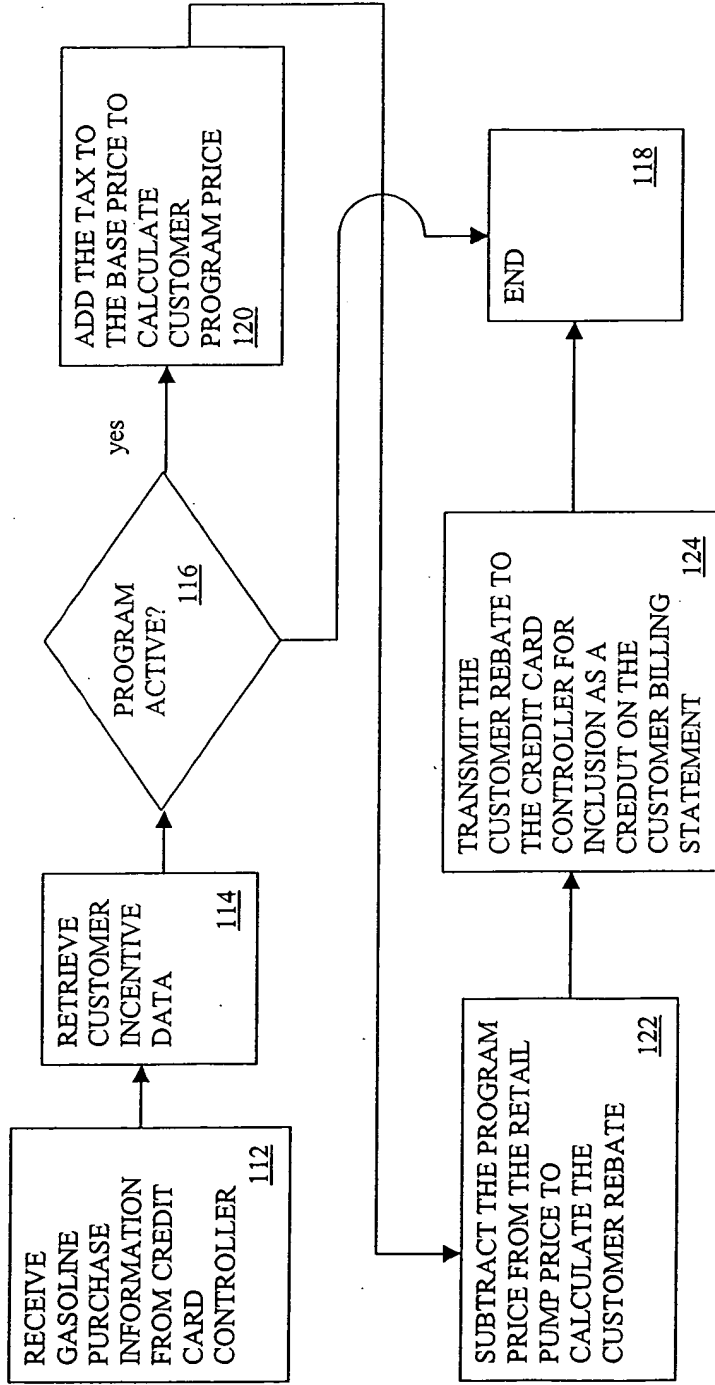 RECEIVE
GASOLINE
PURCHASE
INFORMATION
FROM CREDIT
CARD
CONTROLLER
112
RETRIEVE
CUSTOMER
INCENTIVE
DATA
114
PROGRAM
ACTIVE?
116
yes
ADD THE TAX TO
THE BASE PRICE TO
CALCULATE
CUSTOMER
PROGRAM PRICE
120
SUBTRACT THE PROGRAM
PRICE FROM THE RETAIL
PUMP PRICE TO
CALCULATE THE
CUSTOMER REBATE
122
TRANSMIT THE
CUSTOMER REBATE TO
THE CREDIT CARD
CONTROLLER FOR
INCLUSION AS A
CREDUT ON THE
CUSTOMER BILLING
STATEMENT
124
END
118